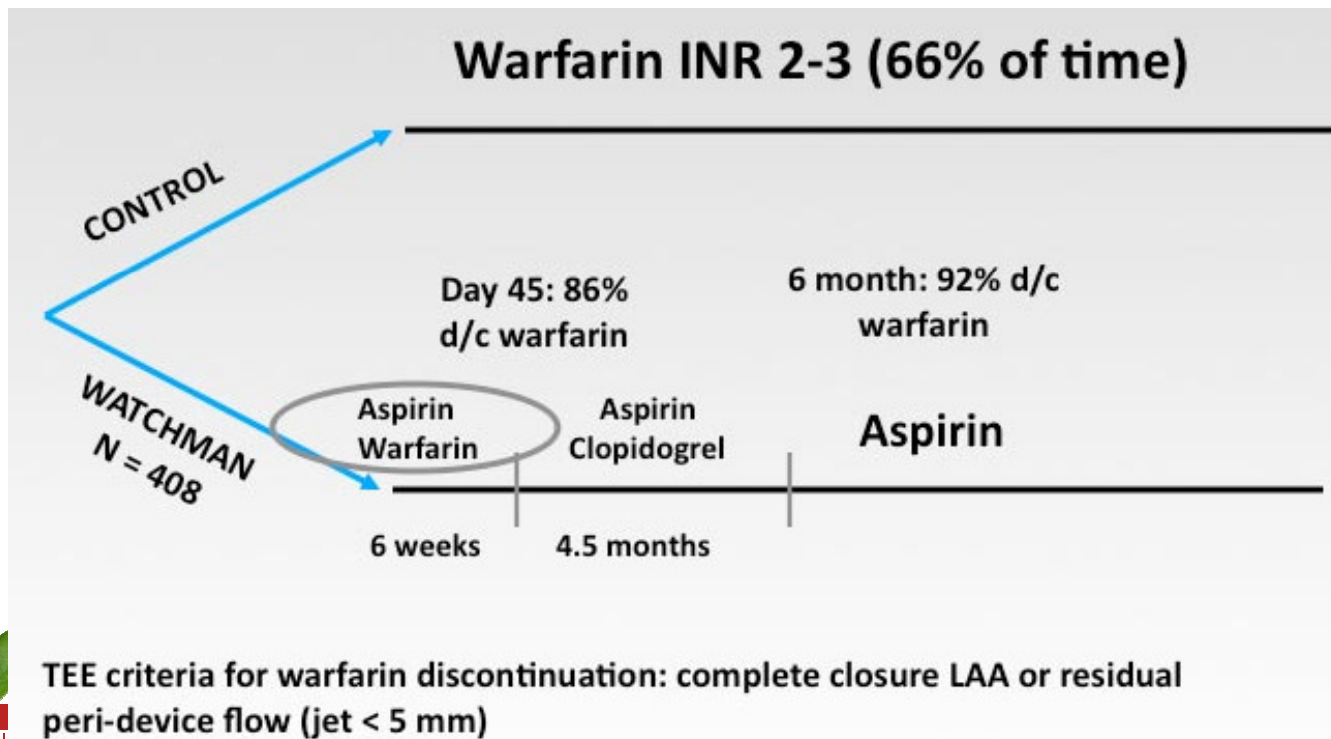 Warfarin INR 2-3 (66% of time)
CONTROL
Day 45: 86%
d/c warfarin
6 month: 92% d/c
warfarin
WATCHMAN
N = 408
Aspirin
Warfarin
Aspirin
Clopidogrel
Aspirin
6 weeks
4.5 months
TEE criteria for warfarin discontinuation: complete closure LAA or residual
peri-device flow (jet < 5 mm)